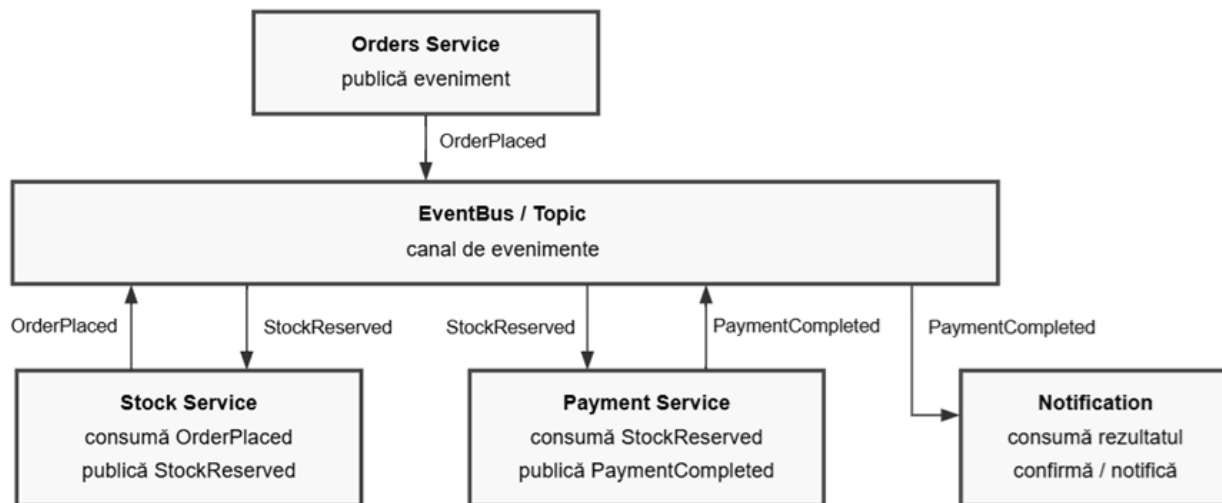 Orders Service
publică eveniment
OrderPlaced
EventBus / Topic
canal de evenimente
OrderPlaced
StockReserved
StockReserved
PaymentCompleted
PaymentCompleted
Stock Service
consumă OrderPlaced
publică StockReserved
Payment Service
consumă StockReserved
publică PaymentCompleted
Notification
consumă rezultatul
confirmă / notifică